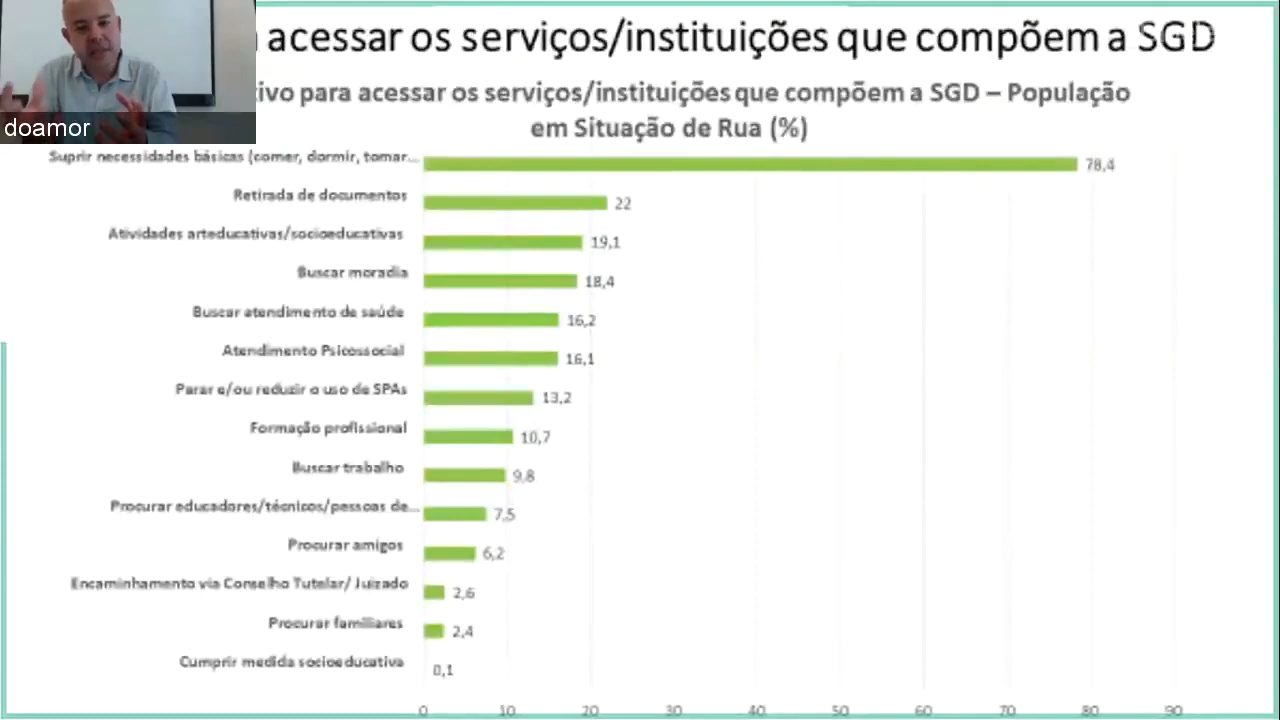 acessar os serviços/instituições que compõem a SGD
tivo para acessar os serviços/instituições que compõem a SGD – População
em Situação de Rua (%)
doamor
Suprir necessidades básicas (comer, dormir, tomar... 78,4
Retirada de documentos 22
Atividades arteducativas/socioeducativas 19,1
Buscar moradia 18,4
Buscar atendimento de saúde 16,2
Atendimento Psicossocial 16,1
Parar e/ou reduzir o uso de SPAs 13,2
Formação profissional 10,7
Buscar trabalho 9,8
Procurar educadores/técnicos/pessoas de... 7,5
Procurar amigos 6,2
Encaminhamento via Conselho Tutelar/ Juizado 2,6
Procurar familiares 2,4
Cumprir medida socioeducativa 0,1
0 10 20 30 40 50 60 70 80 90